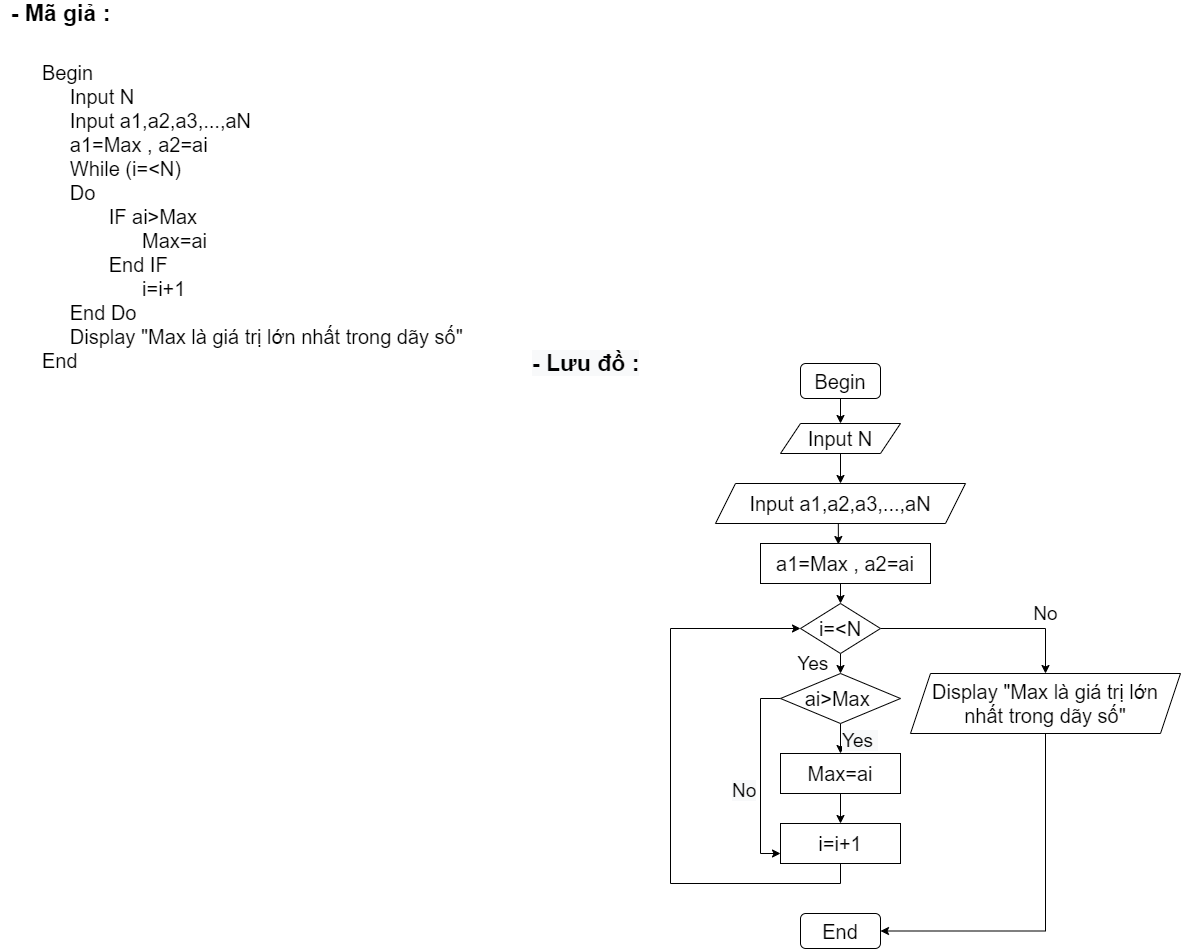 - Mã giả :
Begin
Input N
Input a1,a2,a3,...,aN
a1=Max , a2=ai
While (i=<N)
Do
IF ai>Max
Max=ai
End IF
i=i+1
End Do
Display "Max là giá trị lớn nhất trong dãy số"
End
- Lưu đồ :
Begin
Input N
Input a1,a2,a3,...,aN
a1=Max , a2=ai
i=<N
No
Yes
ai>Max
Display "Max là giá trị lớn
nhất trong dãy số"
Yes
Max=ai
No
i=i+1
End